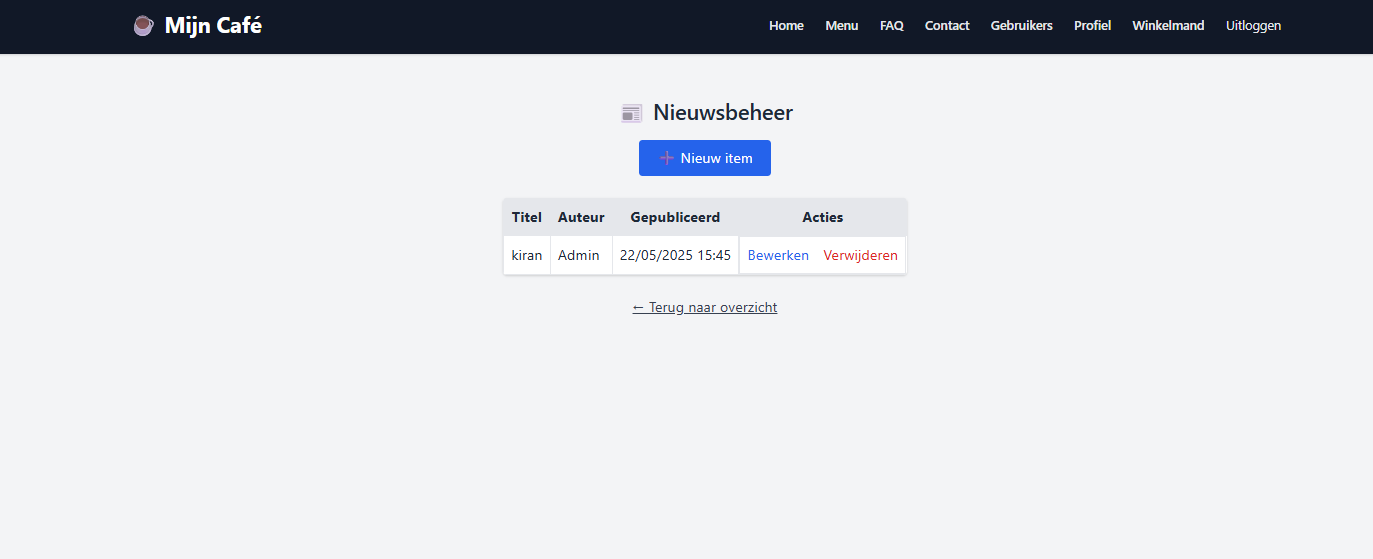 Mijn Café Home Menu FAQ Contact Gebruikers Profiel Winkelmand Uitloggen
Nieuwsbeheer
Nieuw item
Titel Auteur Gepubliceerd Acties
kiran Admin 22/05/2025 15:45 Bewerken Verwijderen
← Terug naar overzicht